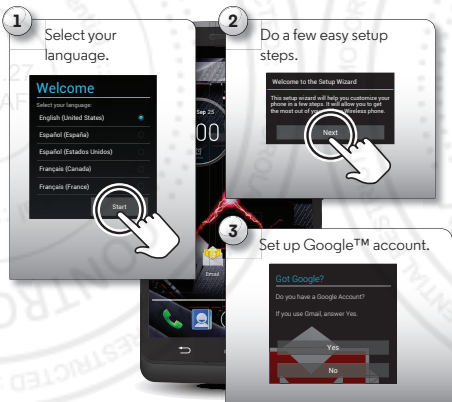 1
Select your
language.
Welcome
Select your language:
English (United States)
Español (España)
Español (Estados Unidos)
Français (Canada)
Français (France)
Start
2
Do a few easy setup
steps.
Welcome to the Setup Wizard
This setup wizard will help you customize your
phone in a few steps. It will allow you to get
the most out of Wireless phone.
Next
Sep 25
00
Email
3
Set up Google™ account.
Got Google?
Do you have a Google Account?
If you use Gmail, answer Yes.
Yes
No